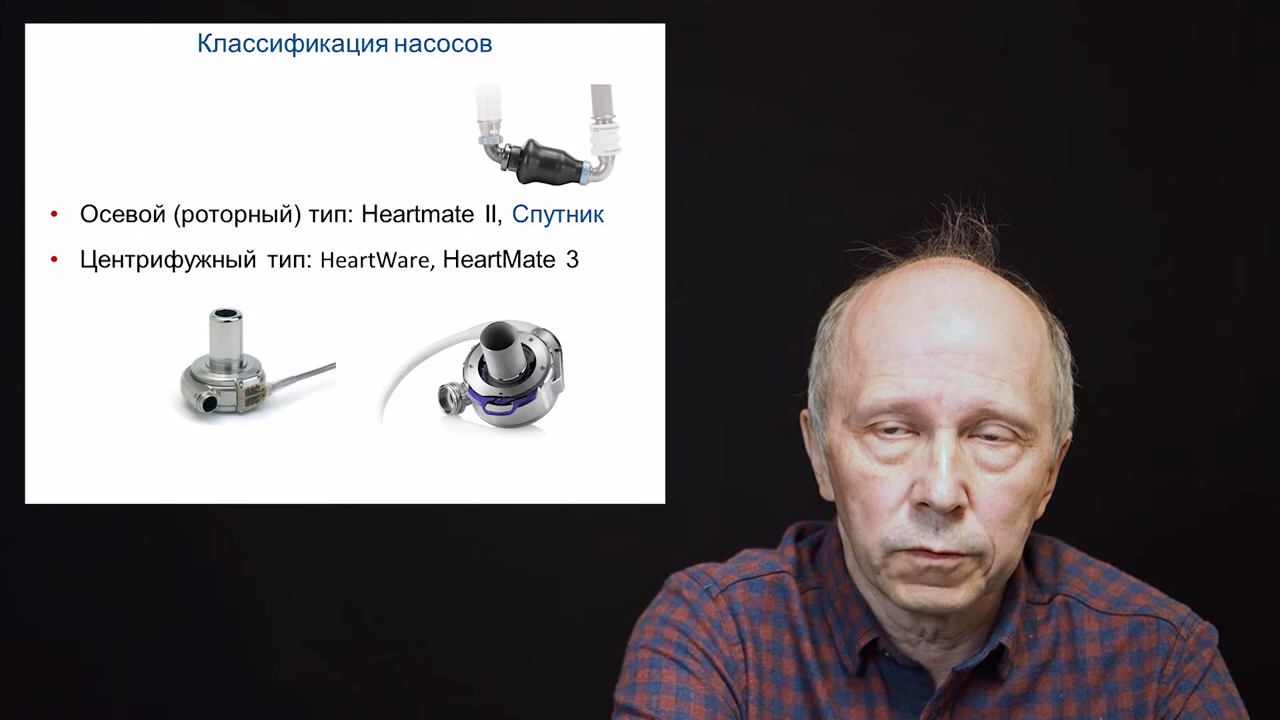 Классификация насосов
• Осевой (роторный) тип: Heartmate II, Спутник
• Центрифужный тип: HeartWare, HeartMate 3